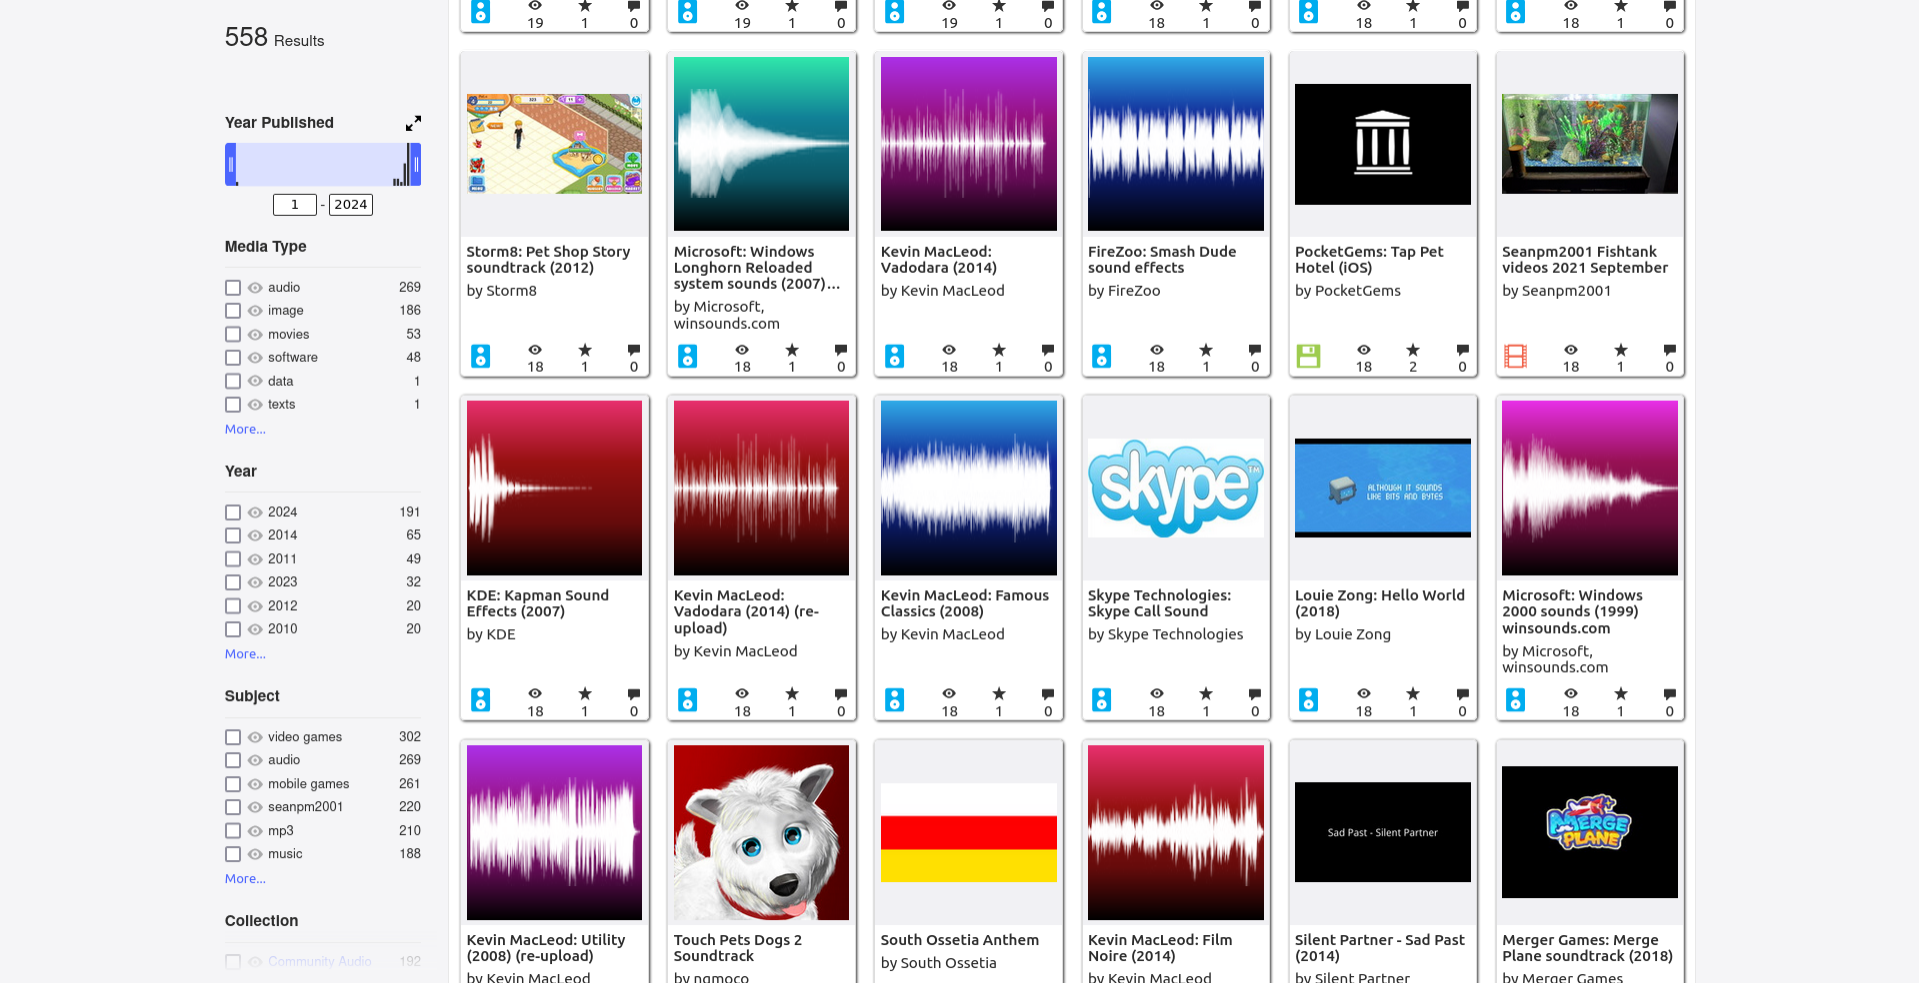 19 1 0
19 1 0
19 1 0
18 1 0
18 1 0
18 1 0
558 Results
Year Published
1 - 2024
Media Type
audio 269
image 186
movies 53
software 48
data 1
texts 1
More...
Year
2024 191
2014 65
2011 49
2023 32
2012 20
2010 20
More...
Subject
video games 302
audio 269
mobile games 261
seanpm2001 220
mp3 210
music 188
More...
Collection
Community Audio 192
Storm8: Pet Shop Story
soundtrack (2012)
by Storm8
18 1 0
Microsoft: Windows
Longhorn Reloaded
system sounds (2007)...
by Microsoft,
winsounds.com
18 1 0
Kevin MacLeod:
Vadodara (2014)
by Kevin MacLeod
18 1 0
FireZoo: Smash Dude
sound effects
by FireZoo
18 1 0
PocketGems: Tap Pet
Hotel (iOS)
by PocketGems
18 2 0
Seanpm2001 Fishtank
videos 2021 September
by Seanpm2001
18 1 0
KDE: Kapman Sound
Effects (2007)
by KDE
18 1 0
Kevin MacLeod:
Vadodara (2014) (re-
upload)
by Kevin MacLeod
18 1 0
Kevin MacLeod: Famous
Classics (2008)
by Kevin MacLeod
18 1 0
skype TM
Skype Technologies:
Skype Call Sound
by Skype Technologies
18 1 0
ALTHOUGH IT SOUNDS
LIKE BITS AND BYTES
Louie Zong: Hello World
(2018)
by Louie Zong
18 1 0
Microsoft: Windows
2000 sounds (1999)
winsounds.com
by Microsoft,
winsounds.com
18 1 0
Kevin MacLeod: Utility
(2008) (re-upload)
by Kevin MacLeod
Touch Pets Dogs 2
Soundtrack
by ngmoco
South Ossetia Anthem
by South Ossetia
Kevin MacLeod: Film
Noire (2014)
by Kevin MacLeod
Sad Past - Silent Partner
Silent Partner - Sad Past
(2014)
by Silent Partner
MERGE
PLANE
Merger Games: Merge
Plane soundtrack (2018)
by Merger Games